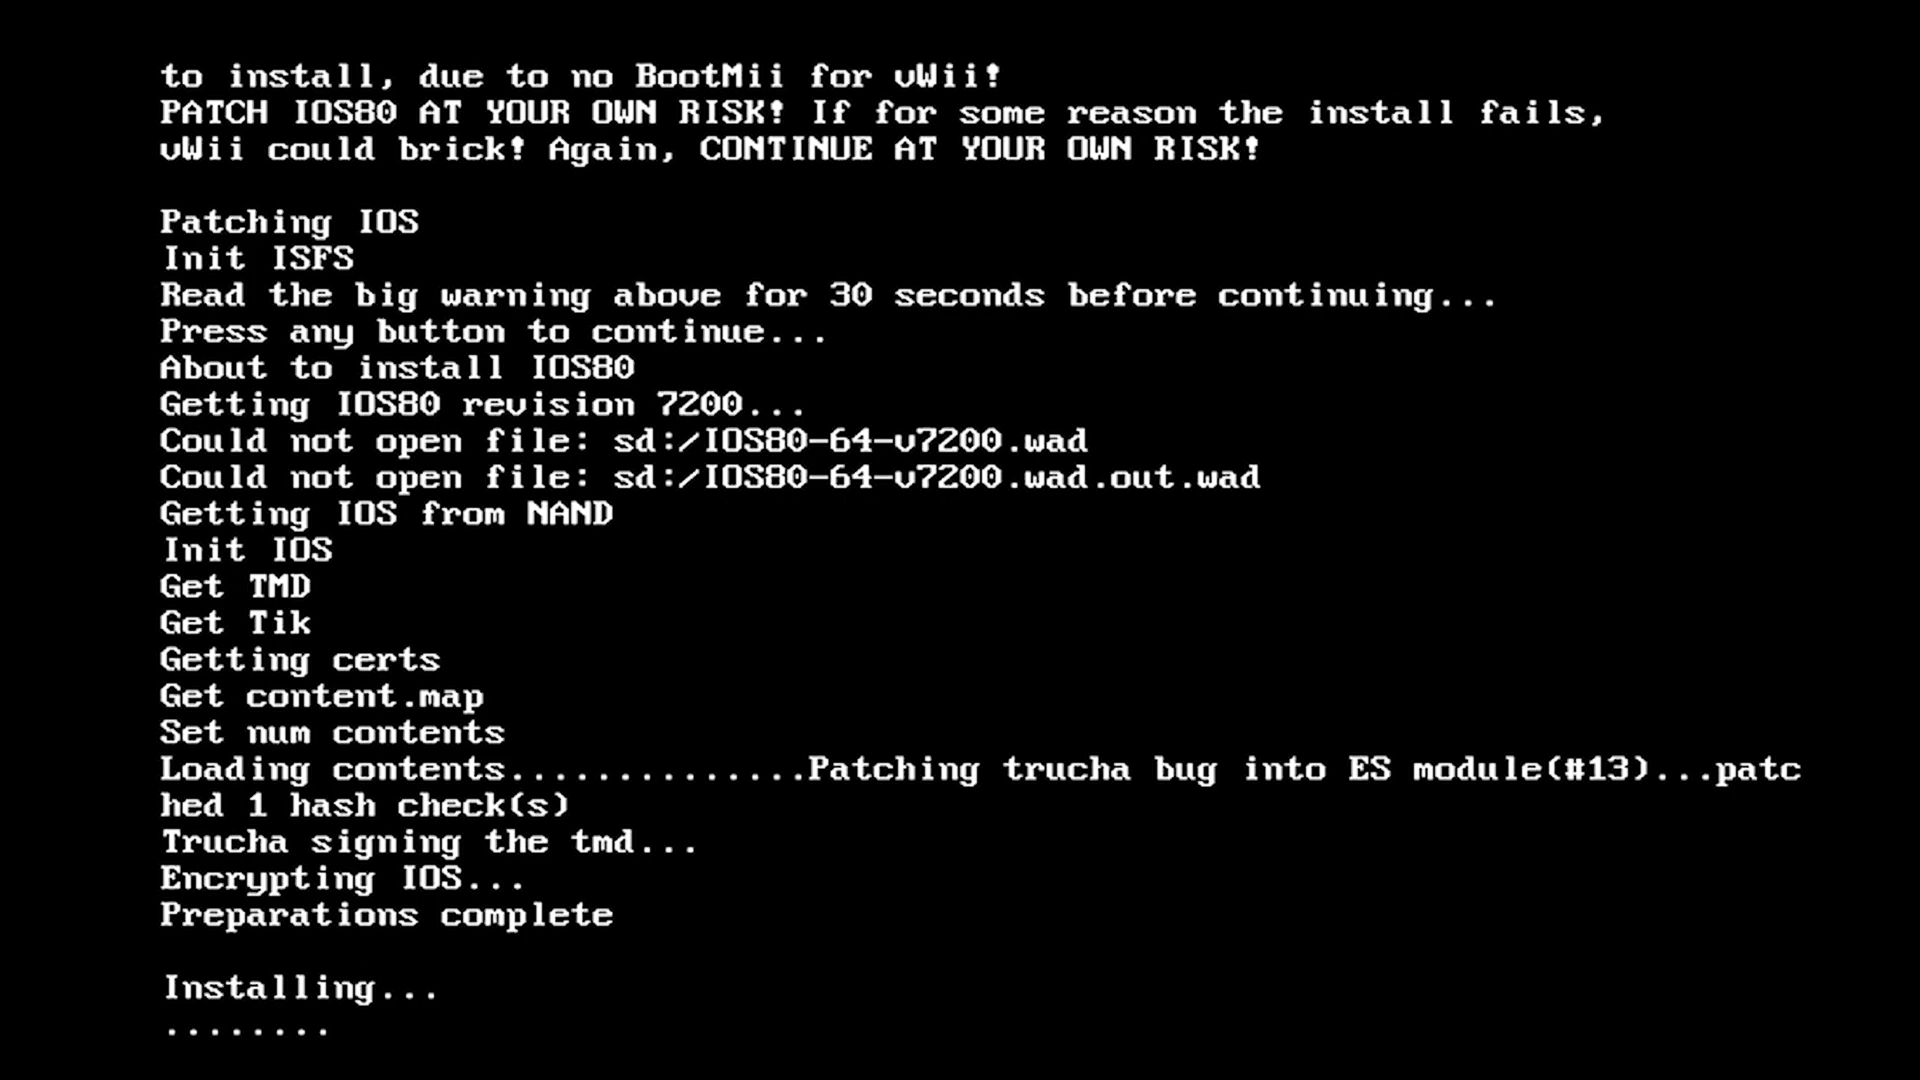 to install, due to no BootMii for vWii!
PATCH IOS80 AT YOUR OWN RISK! If for some reason the install fails,
vWii could brick! Again, CONTINUE AT YOUR OWN RISK!
Patching IOS
Init ISFS
Read the big warning above for 30 seconds before continuing...
Press any button to continue...
About to install IOS80
Getting IOS80 revision 7200...
Could not open file: sd:/IOS80-64-v7200.wad
Could not open file: sd:/IOS80-64-v7200.wad.out.wad
Getting IOS from NAND
Init IOS
Get TMD
Get Tik
Getting certs
Get content.map
Set num contents
Loading contents..............Patching trucha bug into ES module(#13)...patc
hed 1 hash check(s)
Trucha signing the tmd...
Encrypting IOS...
Preparations complete
Installing...
........